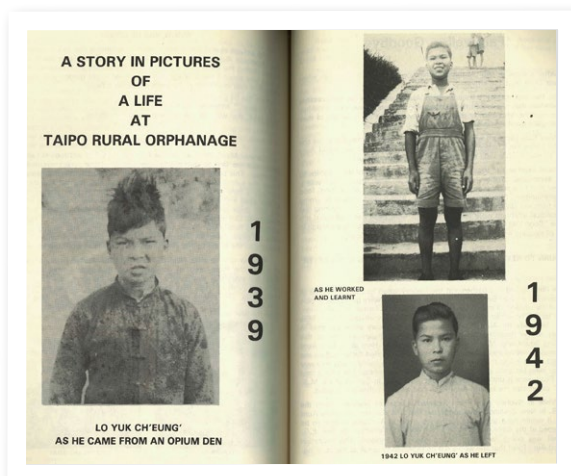 A STORY IN PICTURES
OF
A LIFE
AT
TAIPO RURAL ORPHANAGE
1
9
3
9
LO YUK CH'EUNG'
AS HE CAME FROM AN OPIUM DEN
AS HE WORKED
AND LEARNT
1
9
4
2
1942 LO YUK CH'EUNG' AS HE LEFT